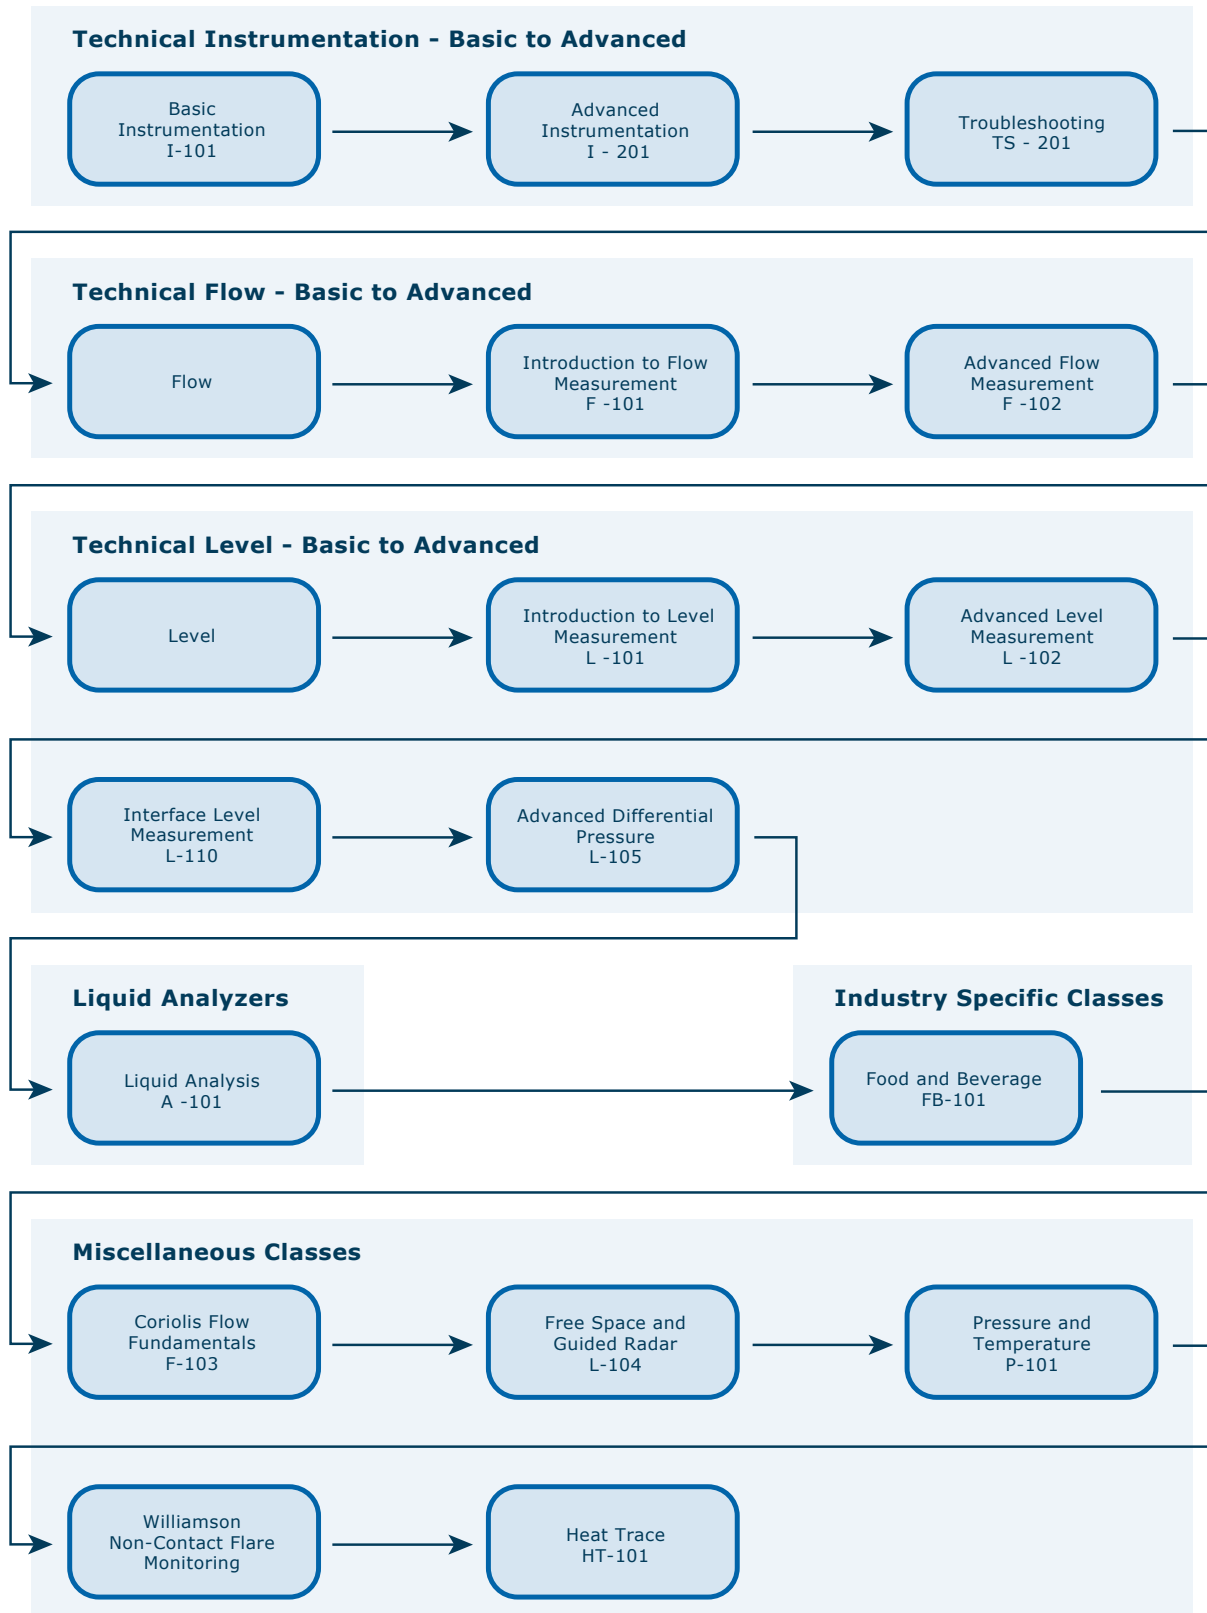 Technical Instrumentation - Basic to Advanced
Basic
Instrumentation
I-101
Advanced
Instrumentation
I - 201
Troubleshooting
TS - 201
Technical Flow - Basic to Advanced
Flow
Introduction to Flow
Measurement
F -101
Advanced Flow
Measurement
F -102
Technical Level - Basic to Advanced
Level
Introduction to Level
Measurement
L -101
Advanced Level
Measurement
L -102
Interface Level
Measurement
L-110
Advanced Differential
Pressure
L-105
Liquid Analyzers
Liquid Analysis
A -101
Industry Specific Classes
Food and Beverage
FB-101
Miscellaneous Classes
Coriolis Flow
Fundamentals
F-103
Free Space and
Guided Radar
L-104
Pressure and
Temperature
P-101
Williamson
Non-Contact Flare
Monitoring
Heat Trace
HT-101